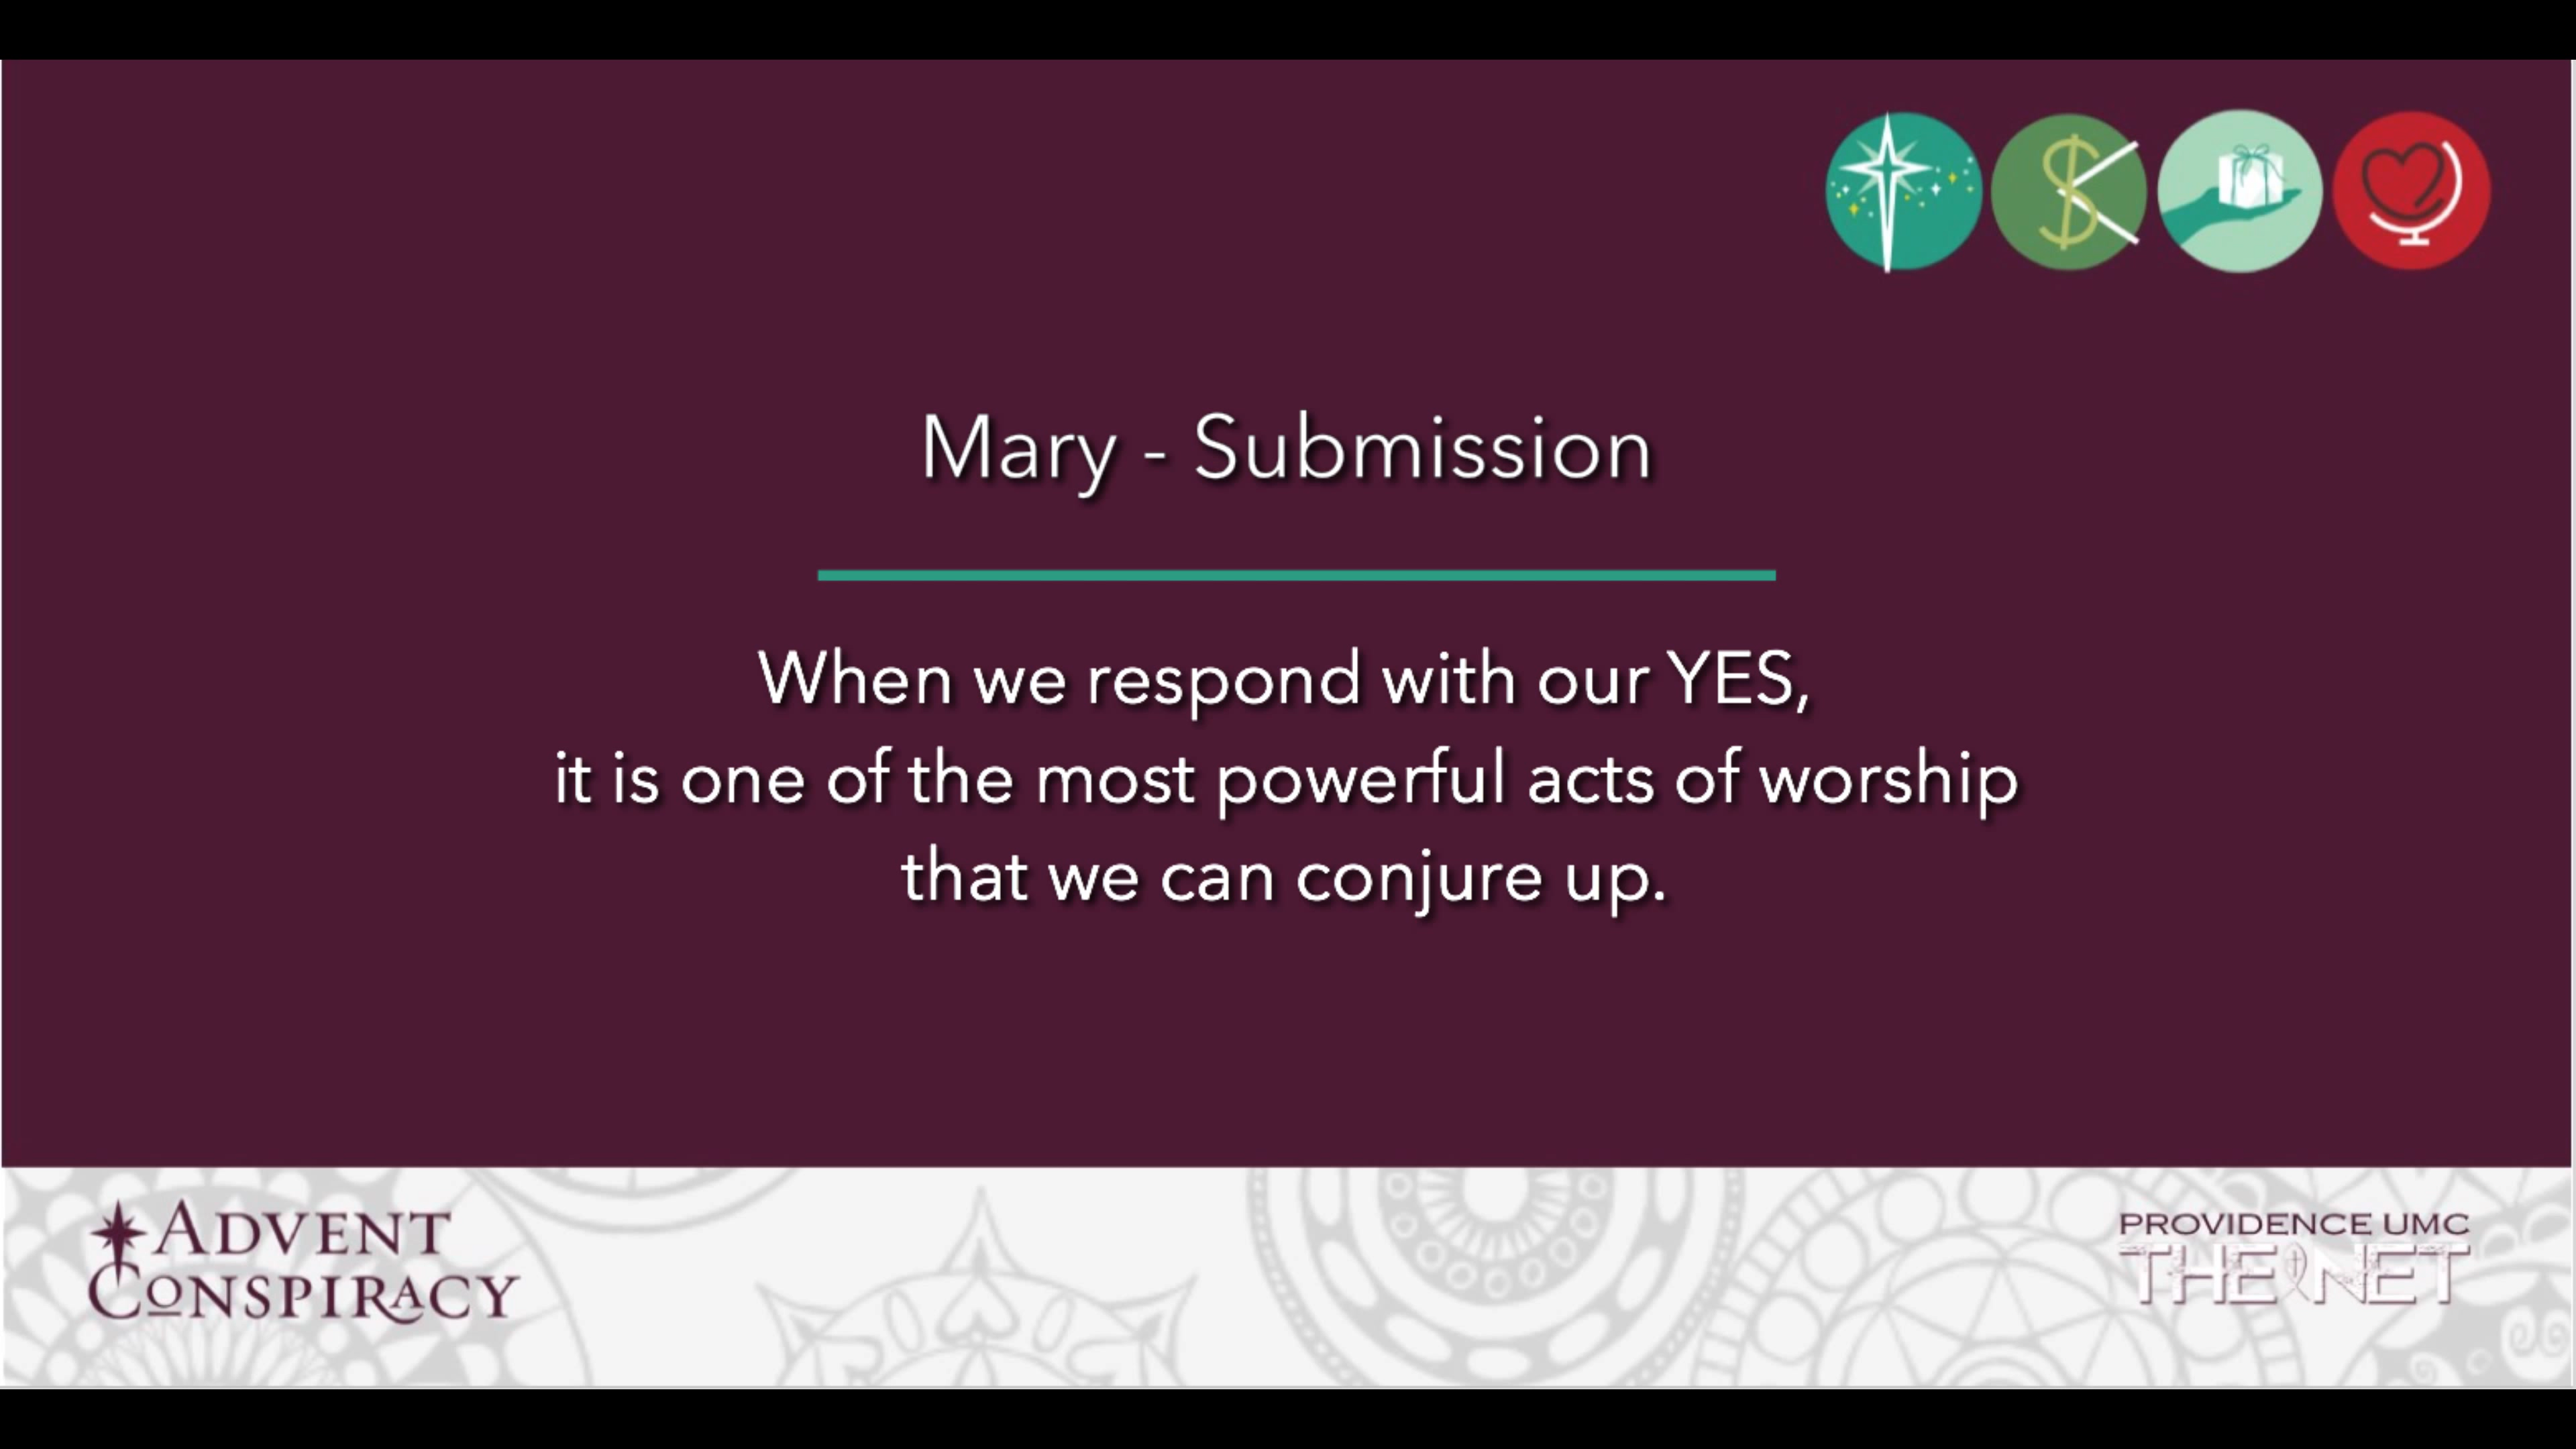 Mary - Submission
When we respond with our YES,
it is one of the most powerful acts of worship
that we can conjure up.
ADVENT
CONSPIRACY
PROVIDENCE UMC
THE NET